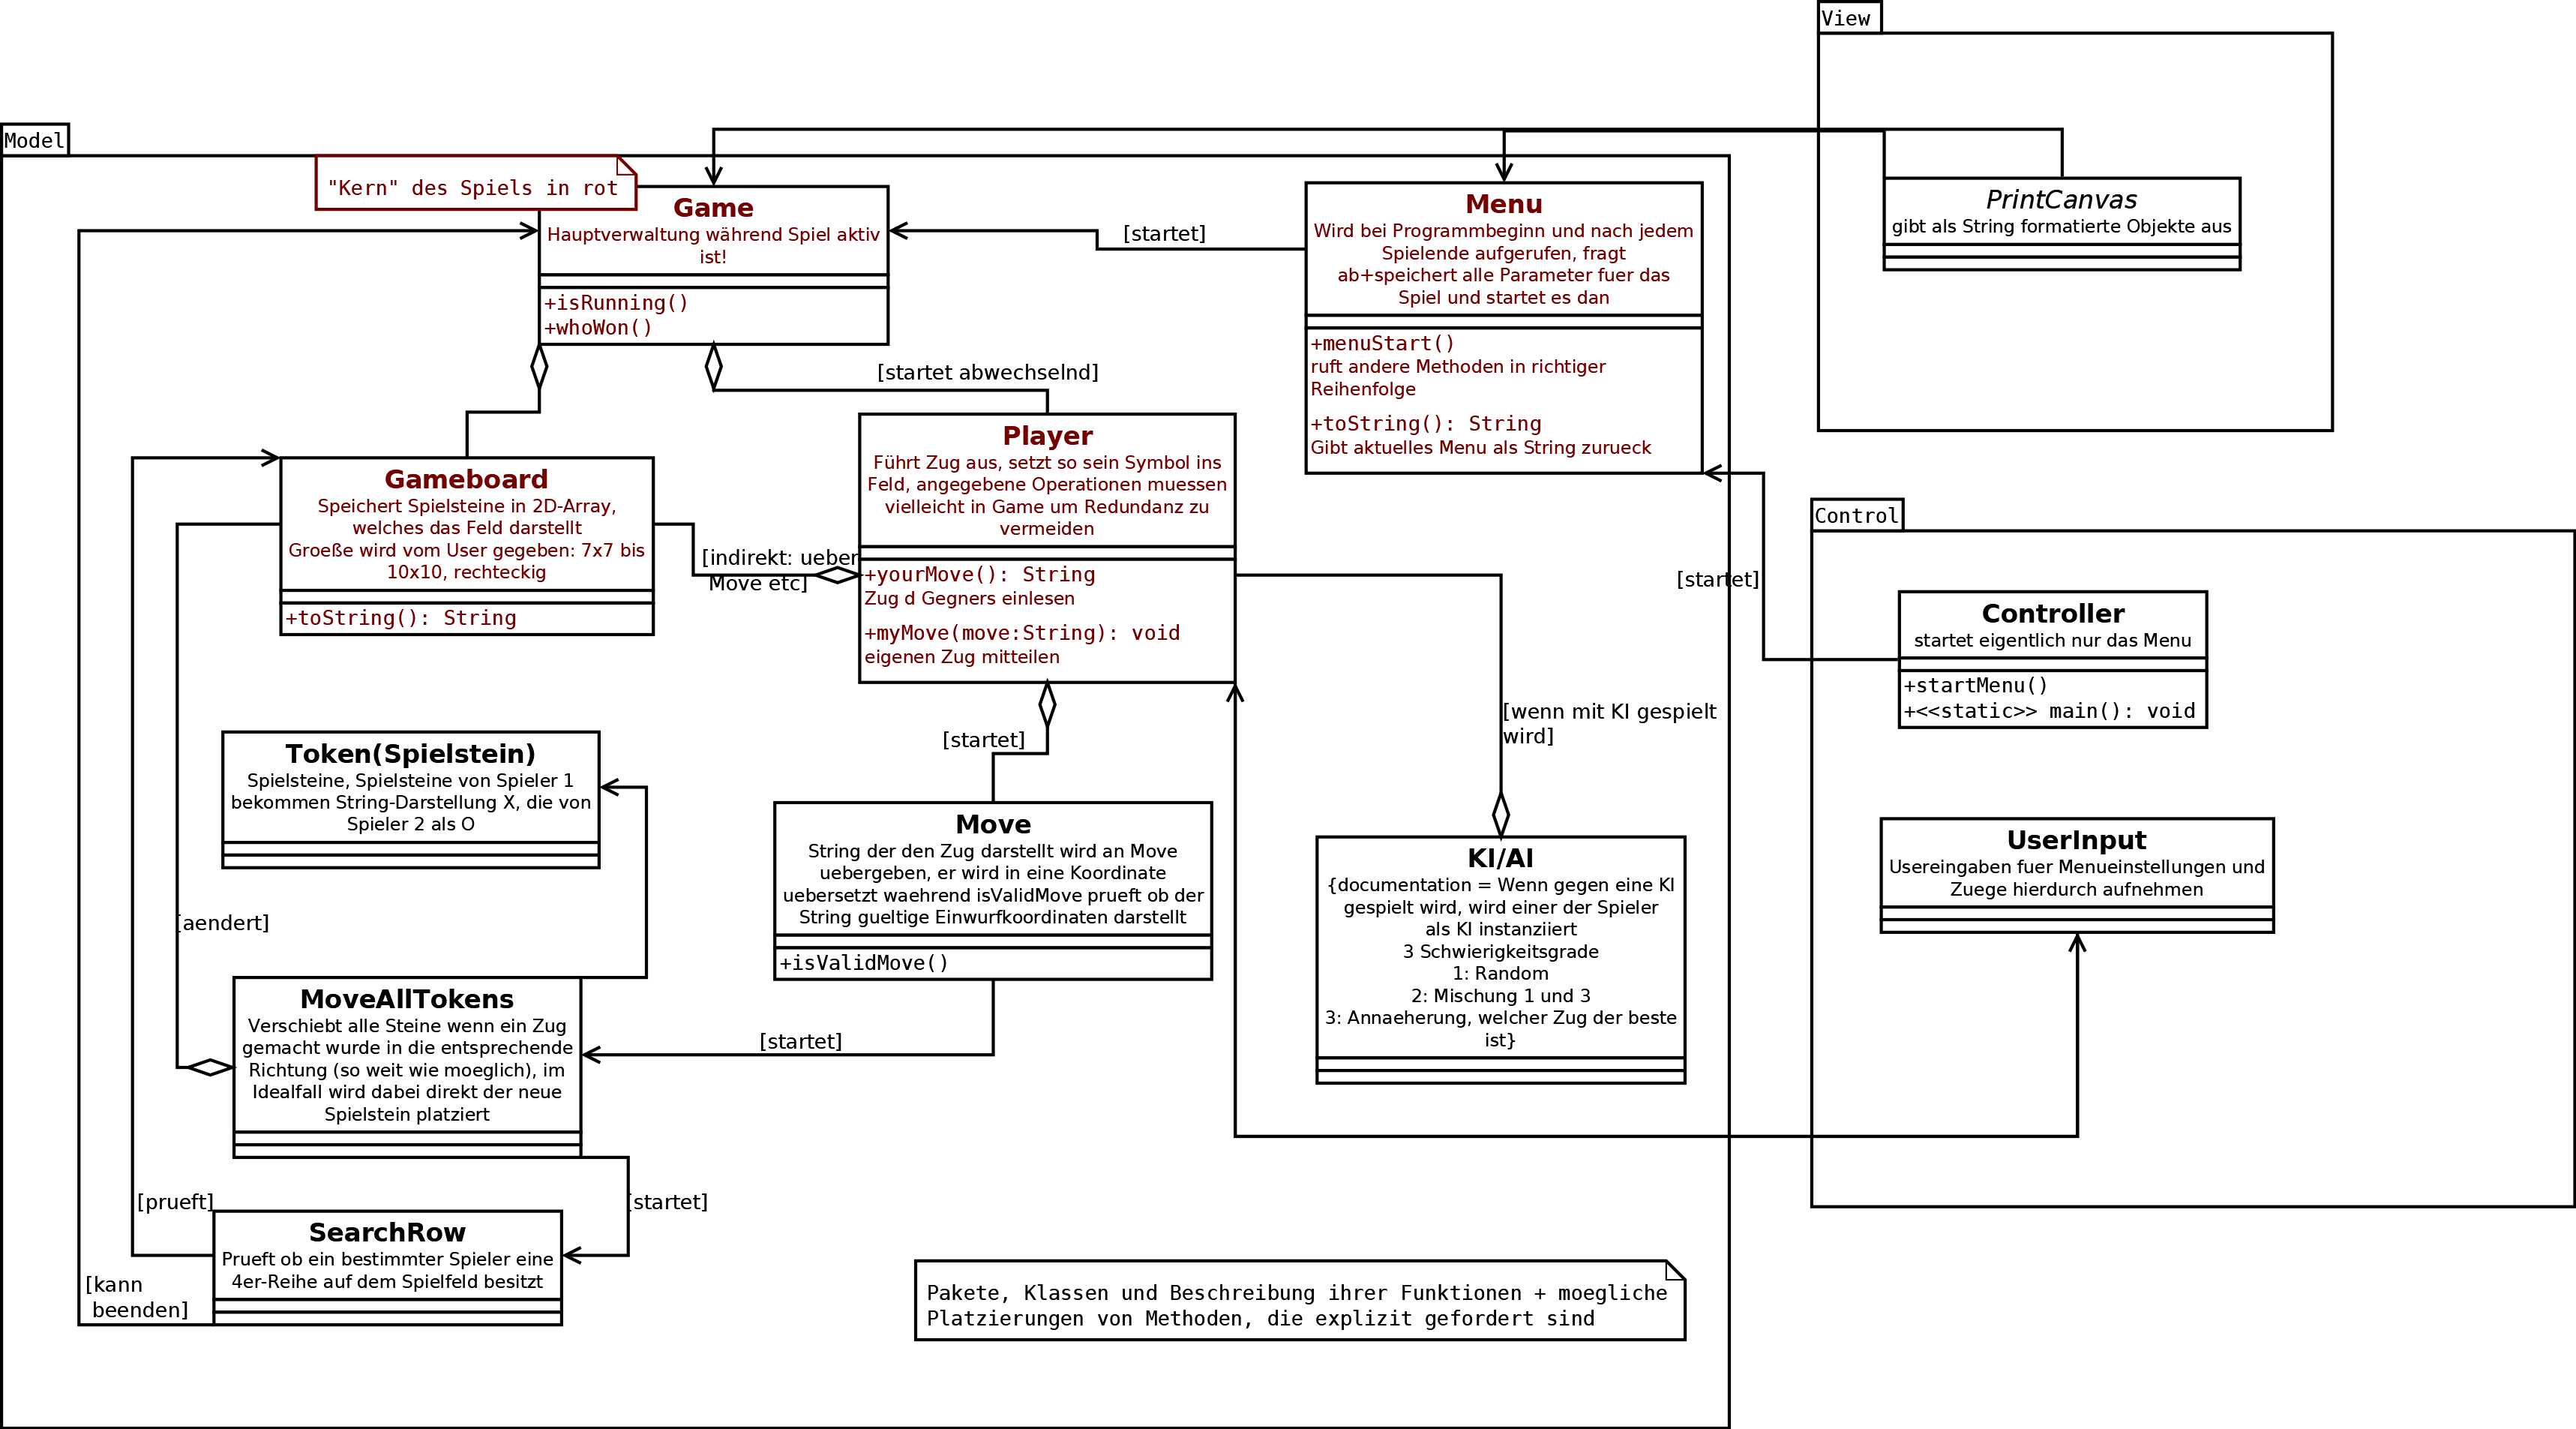 View
Model
"Kern" des Spiels in rot
Game
Hauptverwaltung während Spiel aktiv
ist!
+isRunning()
+whoWon()
[startet]
Menu
Wird bei Programmbeginn und nach jedem
Spielende aufgerufen, fragt
ab+speichert alle Parameter fuer das
Spiel und startet es dan
+menuStart()
ruft andere Methoden in richtiger
Reihenfolge
+toString(): String
Gibt aktuelles Menu als String zurueck
PrintCanvas
gibt als String formatierte Objekte aus
[startet abwechselnd]
Gameboard
Speichert Spielsteine in 2D-Array,
welches das Feld darstellt
Groeße wird vom User gegeben: 7x7 bis
10x10, rechteckig
+toString(): String
[indirekt: ueber
Move etc]
Player
Führt Zug aus, setzt so sein Symbol ins
Feld, angegebene Operationen muessen
vielleicht in Game um Redundanz zu
vermeiden
+yourMove(): String
Zug d Gegners einlesen
+myMove(move:String): void
eigenen Zug mitteilen
[startet]
Control
Controller
startet eigentlich nur das Menu
+startMenu()
+<<static>> main(): void
[wenn mit KI gespielt
wird]
[startet]
Token(Spielstein)
Spielsteine, Spielsteine von Spieler 1
bekommen String-Darstellung X, die von
Spieler 2 als O
Move
String der den Zug darstellt wird an Move
uebergeben, er wird in eine Koordinate
uebersetzt waehrend isValidMove prueft ob der
String gueltige Einwurfkoordinaten darstellt
+isValidMove()
KI/AI
{documentation = Wenn gegen eine KI
gespielt wird, wird einer der Spieler
als KI instanziiert
3 Schwierigkeitsgrade
1: Random
2: Mischung 1 und 3
3: Annaeherung, welcher Zug der beste
ist}
UserInput
Usereingaben fuer Menueinstellungen und
Zuege hierdurch aufnehmen
[aendert]
MoveAllTokens
Verschiebt alle Steine wenn ein Zug
gemacht wurde in die entsprechende
Richtung (so weit wie moeglich), im
Idealfall wird dabei direkt der neue
Spielstein platziert
[startet]
[prueft]
[startet]
SearchRow
Prueft ob ein bestimmter Spieler eine
4er-Reihe auf dem Spielfeld besitzt
[kann
beenden]
Pakete, Klassen und Beschreibung ihrer Funktionen + moegliche
Platzierungen von Methoden, die explizit gefordert sind